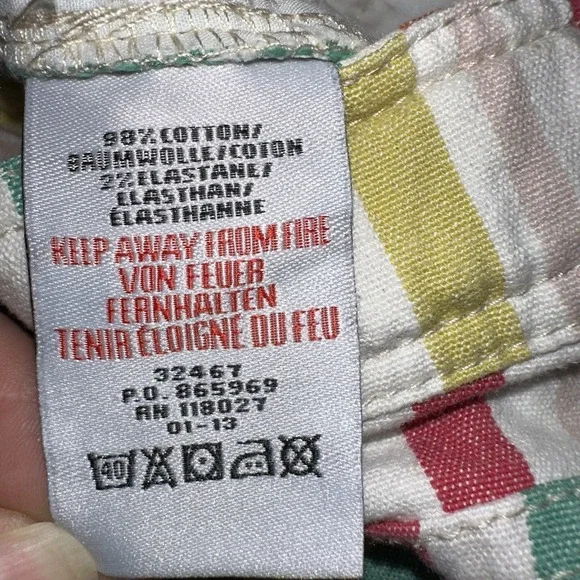 98% COTTON/
BAUMWOLLE/COTON
2% ELASTANE/
ELASTHAN/
ÉLASTHANNE
KEEP AWAY FROM FIRE
VON FEUER
FERNHALTEN
TENIR ÉLOIGNÉ DU FEU
32467
P.O. 865969
RN 118027
01-13
40